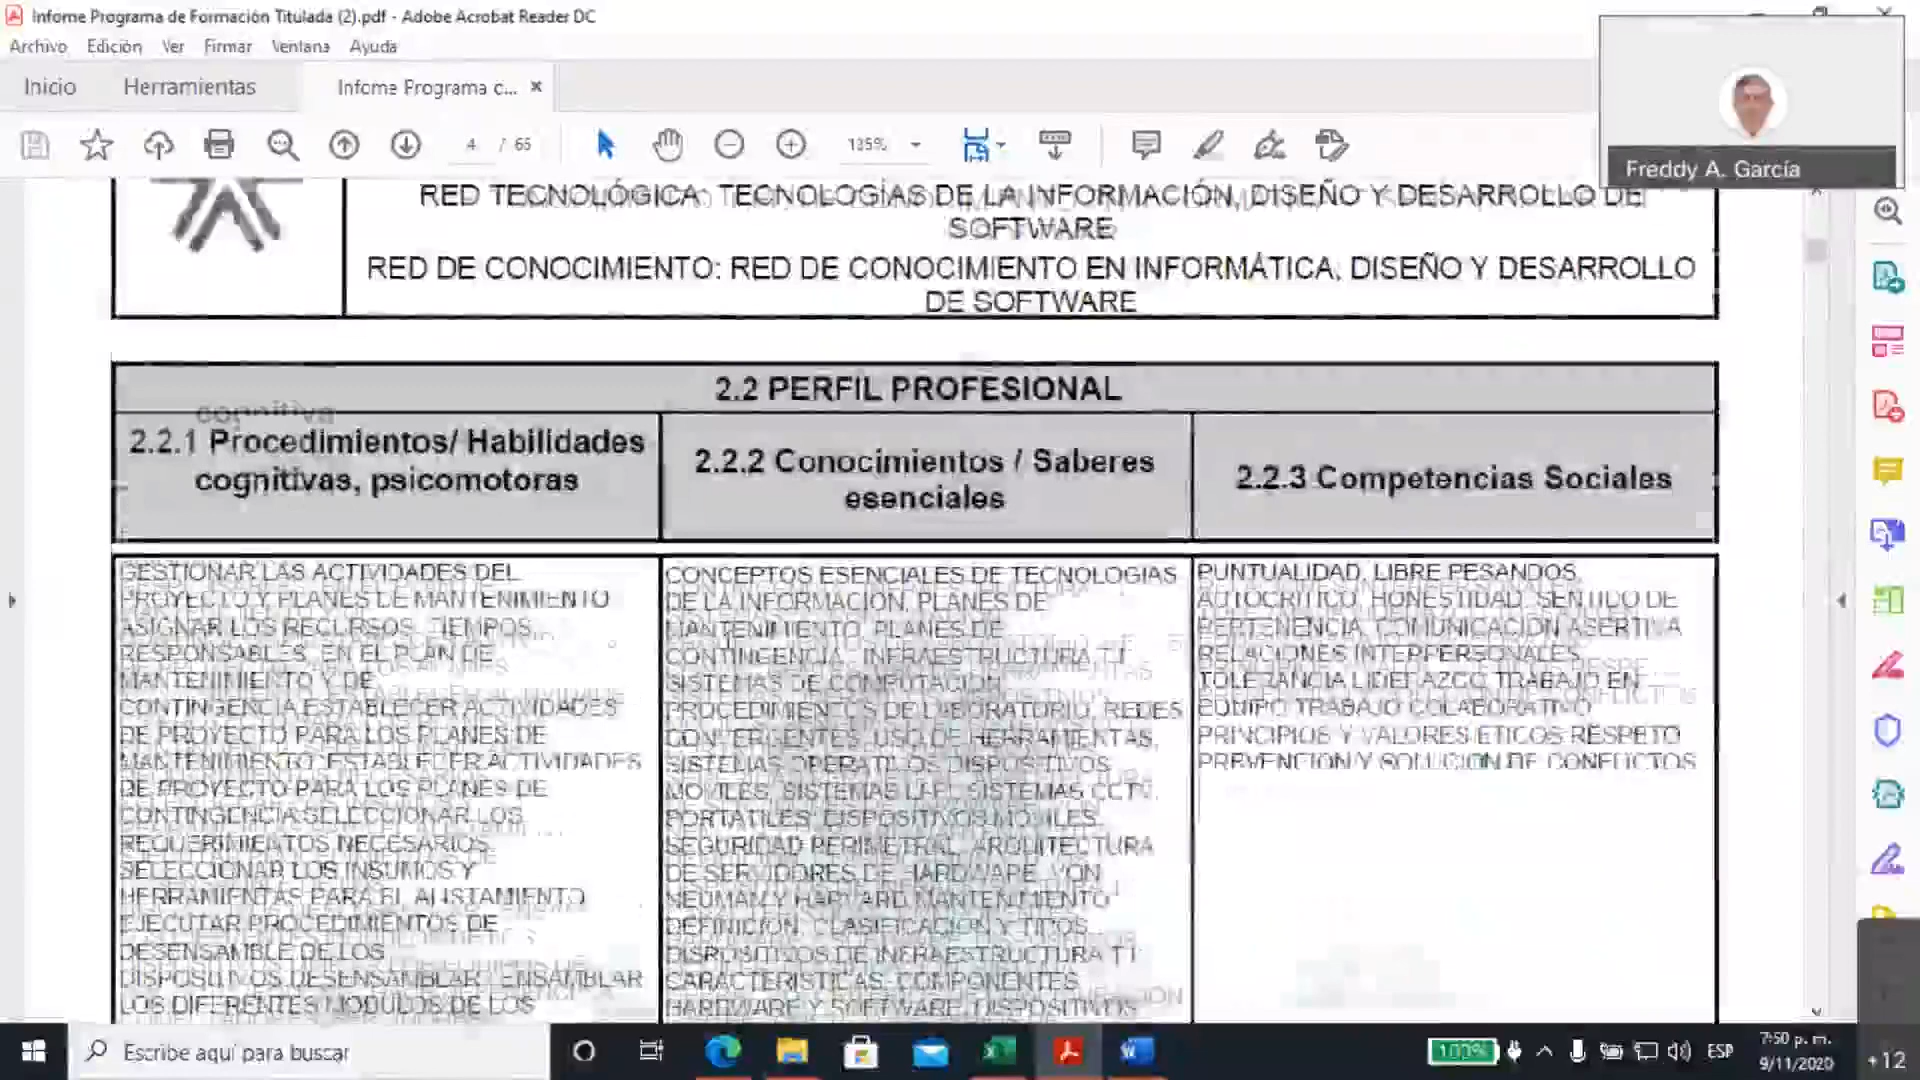 Infome Programa de Formación Titulada (2).pdf - Adobe Acrobat Reader DC
Archivo Edición Ver Firmar Ventana Ayuda
Inicio Herramientas Infome Programa c... ×
4 / 65 135%
Freddy A. García
RED TECNOLÓGICA TECNOLOGÍAS DE LA INFORMACIÓN, DISEÑO Y DESARROLLO DE
SOFTWARE
RED DE CONOCIMIENTO: RED DE CONOCIMIENTO EN INFORMÁTICA, DISEÑO Y DESARROLLO
DE SOFTWARE
2.2 PERFIL PROFESIONAL
2.2.1 Procedimientos/ Habilidades
cognitivas, psicomotoras
2.2.2 Conocimientos / Saberes
esenciales
2.2.3 Competencias Sociales
GESTIONAR LAS ACTIVIDADES DEL
PROYECTO Y PLANES DE MANTENIMIENTO
ASIGNAR LOS RECURSOS, TIEMPOS,
RESPONSABLES, EN EL PLAN DE
MANTENIMIENTO Y DE
CONTINGENCIA ESTABLECER ACTIVIDADES
DE PROYECTO PARA LOS PLANES DE
MANTENIMIENTO ESTABLECER ACTIVIDADES
DE PROYECTO PARA LOS PLANES DE
CONTINGENCIA SELECCIONAR LOS
REQUERIMIENTOS NECESARIOS.
SELECCIONAR LOS INSUMOS Y
HERRAMIENTAS PARA EL ALISTAMIENTO
EJECUTAR PROCEDIMIENTOS DE
DESENSAMBLE DE LOS
DISPOSITIVOS DESENSAMBLAR, ENSAMBLAR
LOS DIFERENTES MODULOS DE LOS
CONCEPTOS ESENCIALES DE TECNOLOGIAS
DE LA INFORMACION, PLANES DE
MANTENIMIENTO, PLANES DE
CONTINGENCIA, INFRAESTRUCTURA TI
SISTEMAS DE COMPUTACION
PROCEDIMIENTOS DE LABORATORIO, REDES
CONVERGENTES, USO DE HERRAMIENTAS,
SISTEMAS OPERATIVOS DISPOSITIVOS
MOVILES, SISTEMAS SISTEMAS CCTV,
PORTATILES, DISPOSITIVOS MOVILES,
SEGURIDAD PERIMETRAL, ARQUITECTURA
DE SERVIDORES DE HARDWARE, VON
NEUMAN Y HARVARD MANTENIMIENTO
DEFINICION, CLASIFICACION Y TIPOS
DISPOSITIVOS DE INFRAESTRUCTURA TI
CARACTERISTICAS, COMPONENTES
HARDWARE Y SOFTWARE, DISPOSITIVOS
PUNTUALIDAD, LIBRE PESANDOS,
AUTOCRITICO, HONESTIDAD, SENTIDO DE
PERTENENCIA, COMUNICACION ASERTIVA
RELACIONES INTERPERSONALES,
TOLERANCIA LIDERAZGO, TRABAJO EN
EQUIPO TRABAJO COLABORATIVO
PRINCIPIOS Y VALORES ETICOS RESPETO
PREVENCION Y SOLUCION DE CONFLICTOS
Escribe aquí para buscar
100%
ESP
7:50 p. m.
9/11/2020
+12